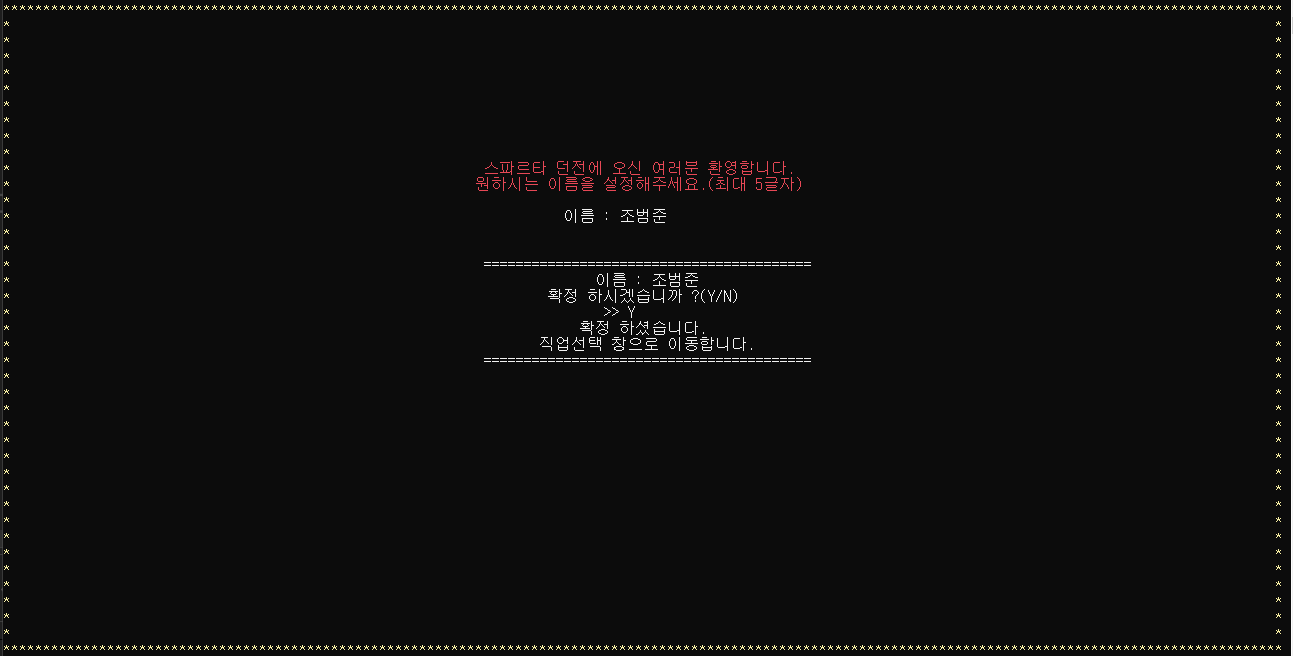 스파르타 던전에 오신 여러분 환영합니다.
원하시는 이름을 설정해주세요.(최대 5글자)
이름 : 조범준
========================================= 
이름 : 조범준
확정 하시겠습니까 ?(Y/N)
>> Y
확정 하셨습니다.
직업선택 창으로 이동합니다.
=========================================